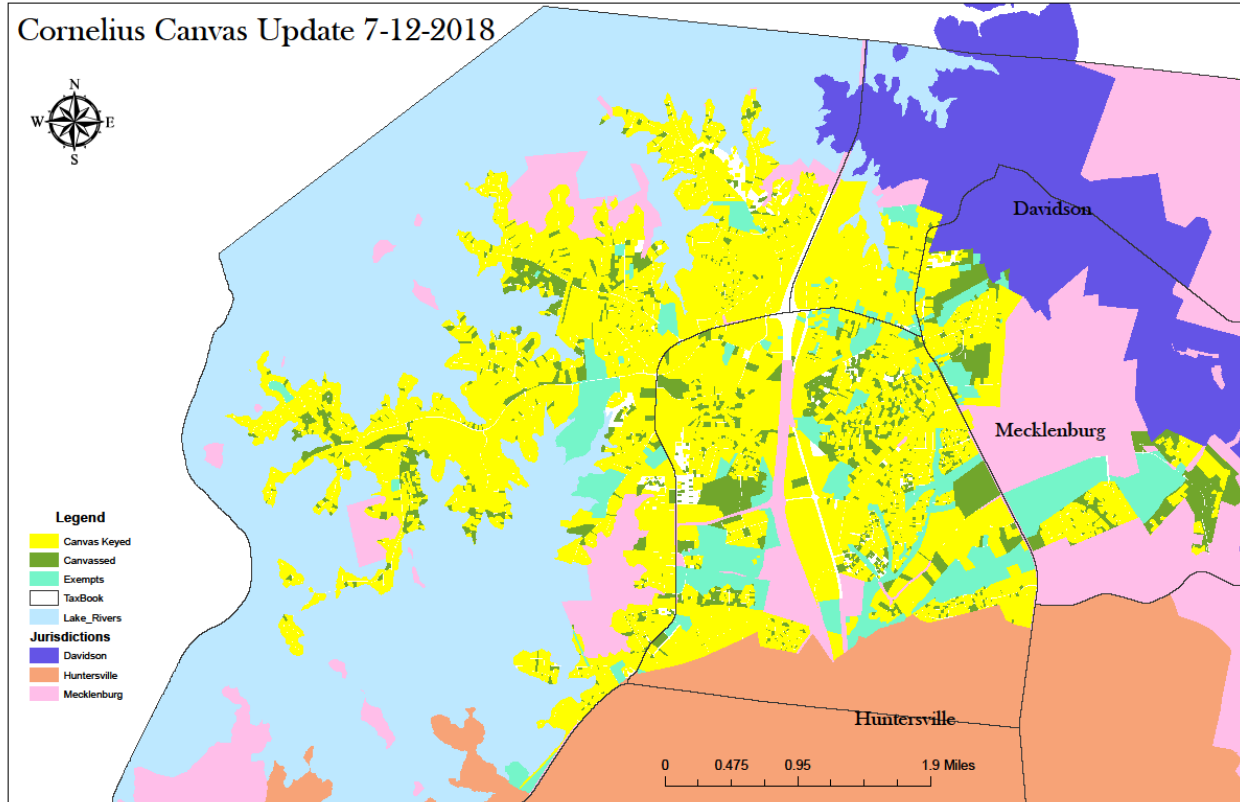 Cornelius Canvas Update 7-12-2018
N
W E
S
Davidson
Mecklenburg
Legend
Canvas Keyed
Canvassed
Exempts
TaxBook
Lake_Rivers
Jurisdictions
Davidson
Huntersville
Mecklenburg
Huntersville
0 0.475 0.95 1.9 Miles